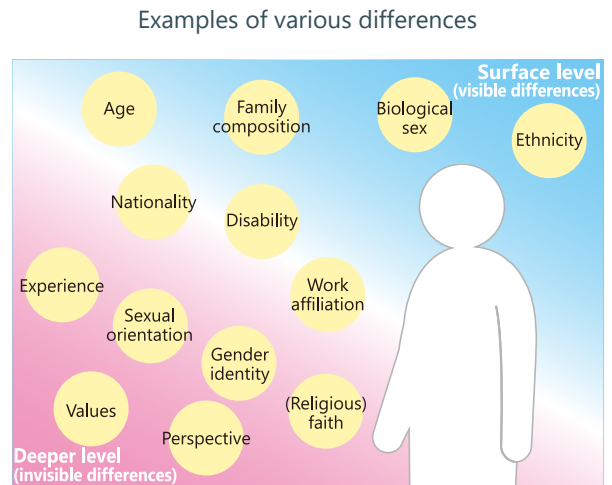 Examples of various differences
Surface level
(visible differences)
Age
Family
composition
Biological
sex
Ethnicity
Nationality
Disability
Experience
Work
affiliation
Sexual
orientation
Gender
identity
Values
Perspective
(Religious)
faith
Deeper level
(invisible differences)